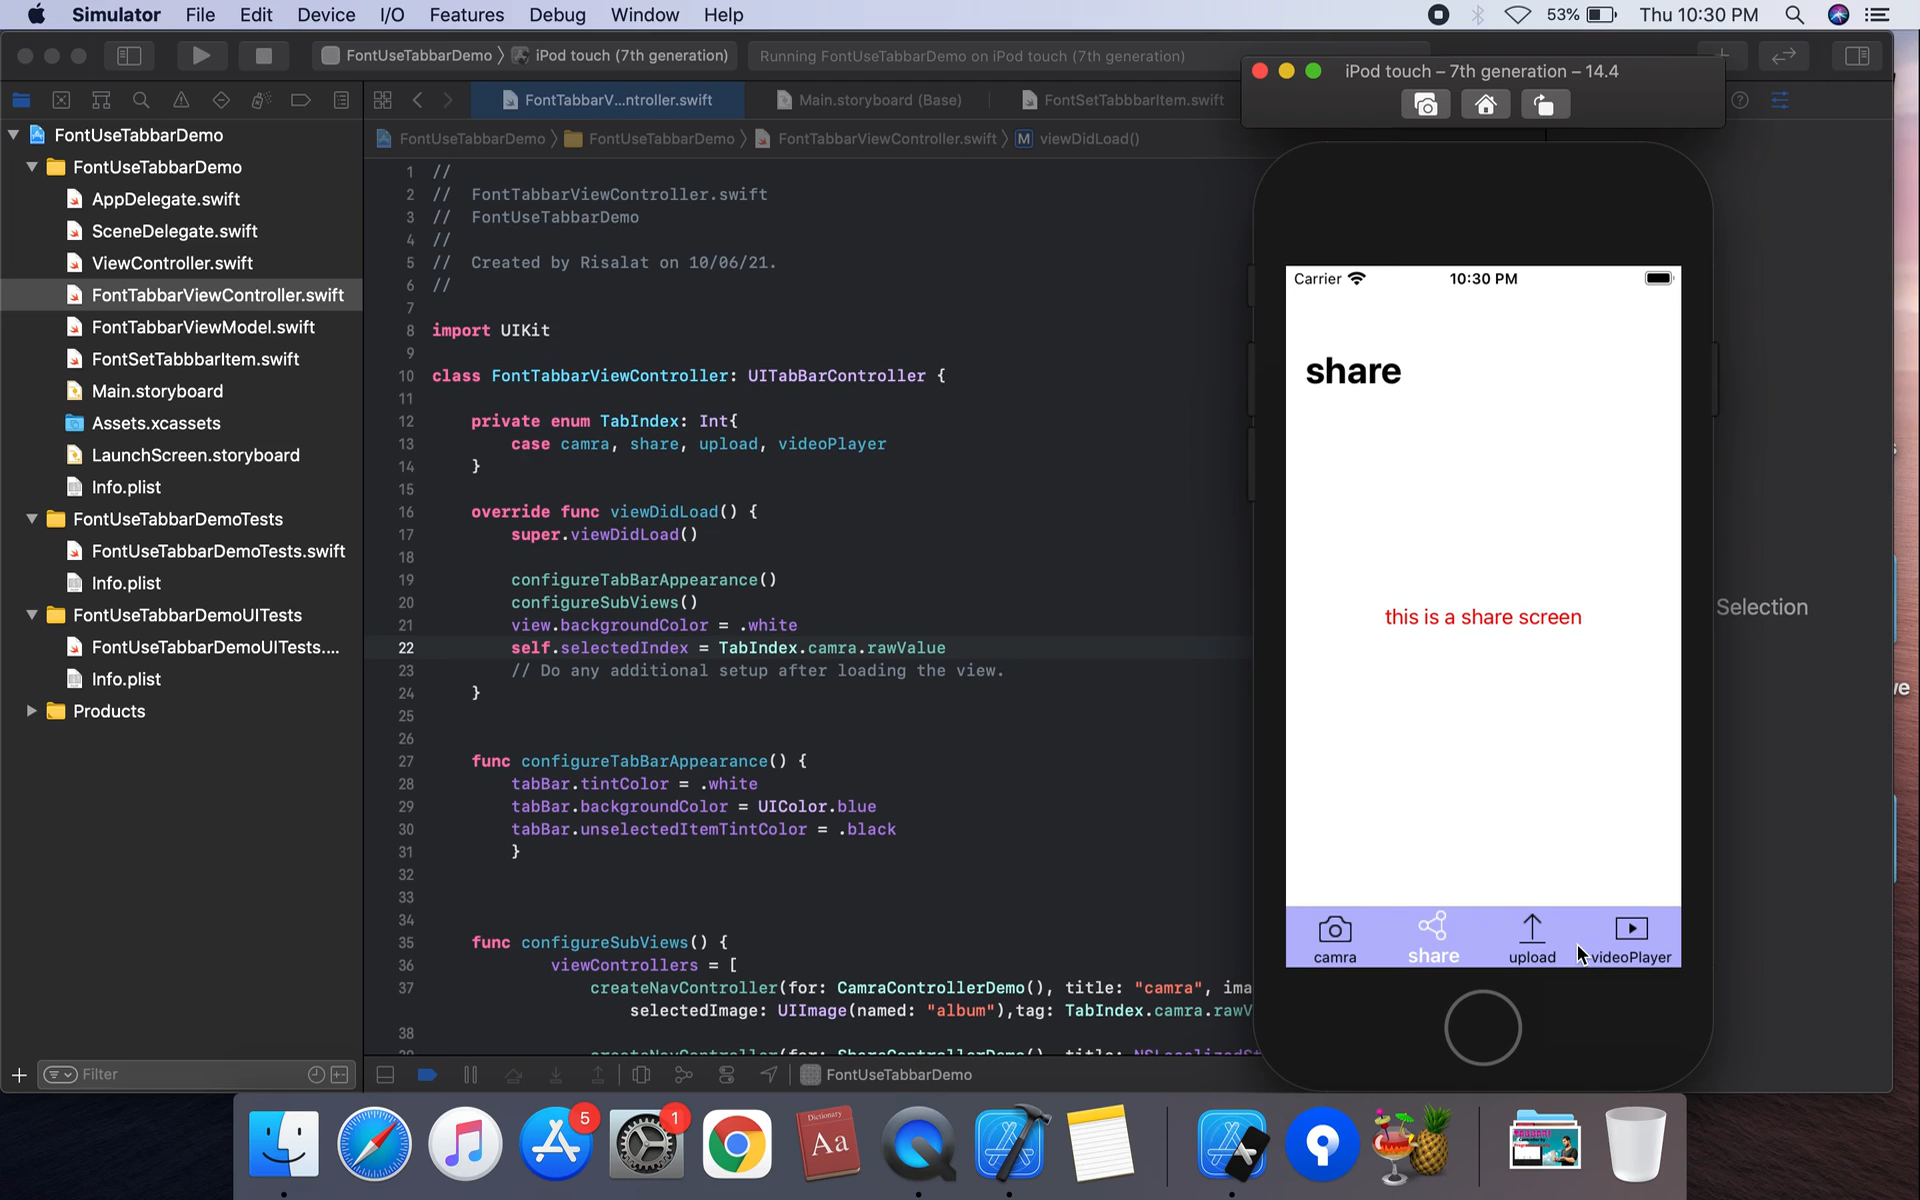 Simulator File Edit Device I/O Features Debug Window Help
53% Thu 10:30 PM
FontUseTabbarDemo iPod touch (7th generation)
Running FontUseTabbarDemo on iPod touch (7th generation)
iPod touch – 7th generation – 14.4
FontTabbarV...ntroller.swift
Main.storyboard (Base)
FontSetTabbbarItem.swift
FontUseTabbarDemo FontUseTabbarDemo FontTabbarViewController.swift M viewDidLoad()
FontUseTabbarDemo
FontUseTabbarDemo
AppDelegate.swift
SceneDelegate.swift
ViewController.swift
FontTabbarViewController.swift
FontTabbarViewModel.swift
FontSetTabbbarItem.swift
Main.storyboard
Assets.xcassets
LaunchScreen.storyboard
Info.plist
FontUseTabbarDemoTests
FontUseTabbarDemoTests.swift
Info.plist
FontUseTabbarDemoUITests
FontUseTabbarDemoUITests....
Info.plist
Products
Filter
1 //
2 // FontTabbarViewController.swift
3 // FontUseTabbarDemo
4 //
5 // Created by Risalat on 10/06/21.
6 //
7
8 import UIKit
9
10 class FontTabbarViewController: UITabBarController {
11
12 private enum TabIndex: Int{
13 case camra, share, upload, videoPlayer
14 }
15
16 override func viewDidLoad() {
17 super.viewDidLoad()
18
19 configureTabBarAppearance()
20 configureSubViews()
21 view.backgroundColor = .white
22 self.selectedIndex = TabIndex.camra.rawValue
23 // Do any additional setup after loading the view.
24 }
25
26
27 func configureTabBarAppearance() {
28 tabBar.tintColor = .white
29 tabBar.backgroundColor = UIColor.blue
30 tabBar.unselectedItemTintColor = .black
31 }
32
33
34
35 func configureSubViews() {
36 viewControllers = [
37 createNavController(for: CamraControllerDemo(), title: "camra", ima
selectedImage: UIImage(named: "album"),tag: TabIndex.camra.rawV
38
FontUseTabbarDemo
Carrier 10:30 PM
share
this is a share screen
camra share upload videoPlayer
Selection
ve
5
1
Dictionary
Aa